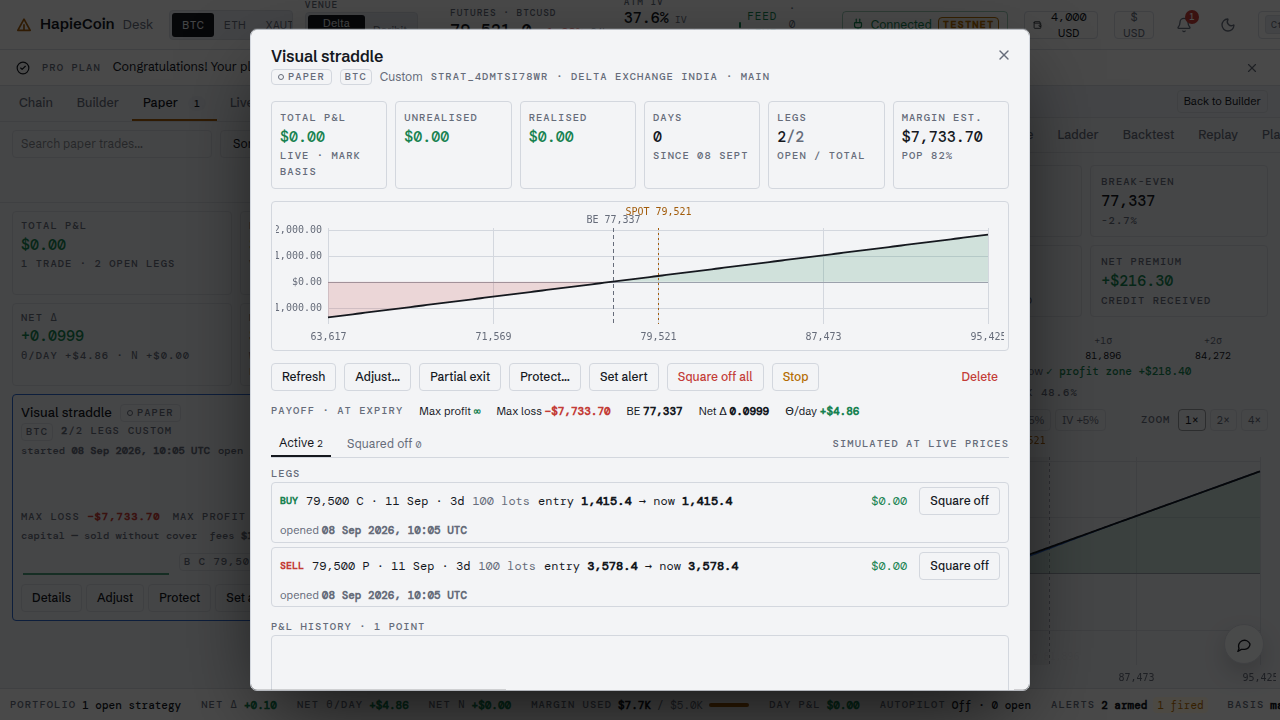 HapieCoin Desk
BTC ETH XAUT
VENUE
Delta
FUTURES · BTCUSD
ATM IV
37.6% IV
FEED
Connected TESTNET
4,000 USD
$ USD
1
PRO PLAN Congratulations! Your pl
Chain Builder Paper 1 Live
Back to Builder
Search paper trades...
Ladder Backtest Replay
TOTAL P&L
$0.00
1 TRADE · 2 OPEN LEGS
NET Δ
+0.0999
Θ/DAY +$4.86 · N +$0.00
Visual straddle PAPER
BTC 2/2 LEGS CUSTOM
started 08 Sep 2026, 10:05 UTC open
MAX LOSS −$7,733.70 MAX PROFIT
capital — sold without cover fees
B C 79,50
Details Adjust Protect
Visual straddle
PAPER BTC Custom STRAT_4DMTSI78WR · DELTA EXCHANGE INDIA · MAIN
TOTAL P&L
$0.00
LIVE · MARK BASIS
UNREALISED
$0.00
REALISED
$0.00
DAYS
0
SINCE 08 SEPT
LEGS
2/2
OPEN / TOTAL
MARGIN EST.
$7,733.70
POP 82%
SPOT 79,521
BE 77,337
2,000.00
1,000.00
$0.00
1,000.00
63,617 71,569 79,521 87,473 95,425
Refresh Adjust… Partial exit Protect… Set alert Square off all Stop Delete
PAYOFF · AT EXPIRY Max profit ∞ Max loss −$7,733.70 BE 77,337 Net Δ 0.0999 Θ/day +$4.86
Active 2 Squared off 0 SIMULATED AT LIVE PRICES
LEGS
BUY 79,500 C · 11 Sep · 3d 100 lots entry 1,415.4 → now 1,415.4 $0.00 Square off
opened 08 Sep 2026, 10:05 UTC
SELL 79,500 P · 11 Sep · 3d 100 lots entry 3,578.4 → now 3,578.4 $0.00 Square off
opened 08 Sep 2026, 10:05 UTC
P&L HISTORY · 1 POINT
BREAK-EVEN
77,337
−2.7%
NET PREMIUM
+$216.30
CREDIT RECEIVED
+1σ +2σ
81,896 84,272
profit zone +$218.40
48.6%
IV +5% ZOOM 1× 2× 4×
87,473 95,425
PORTFOLIO 1 open strategy NET Δ +0.10 NET Θ/DAY +$4.86 NET N +$0.00 MARGIN USED $7.7K / $5.0K DAY P&L $0.00 AUTOPILOT Off · 0 open ALERTS 2 armed 1 fired BASIS